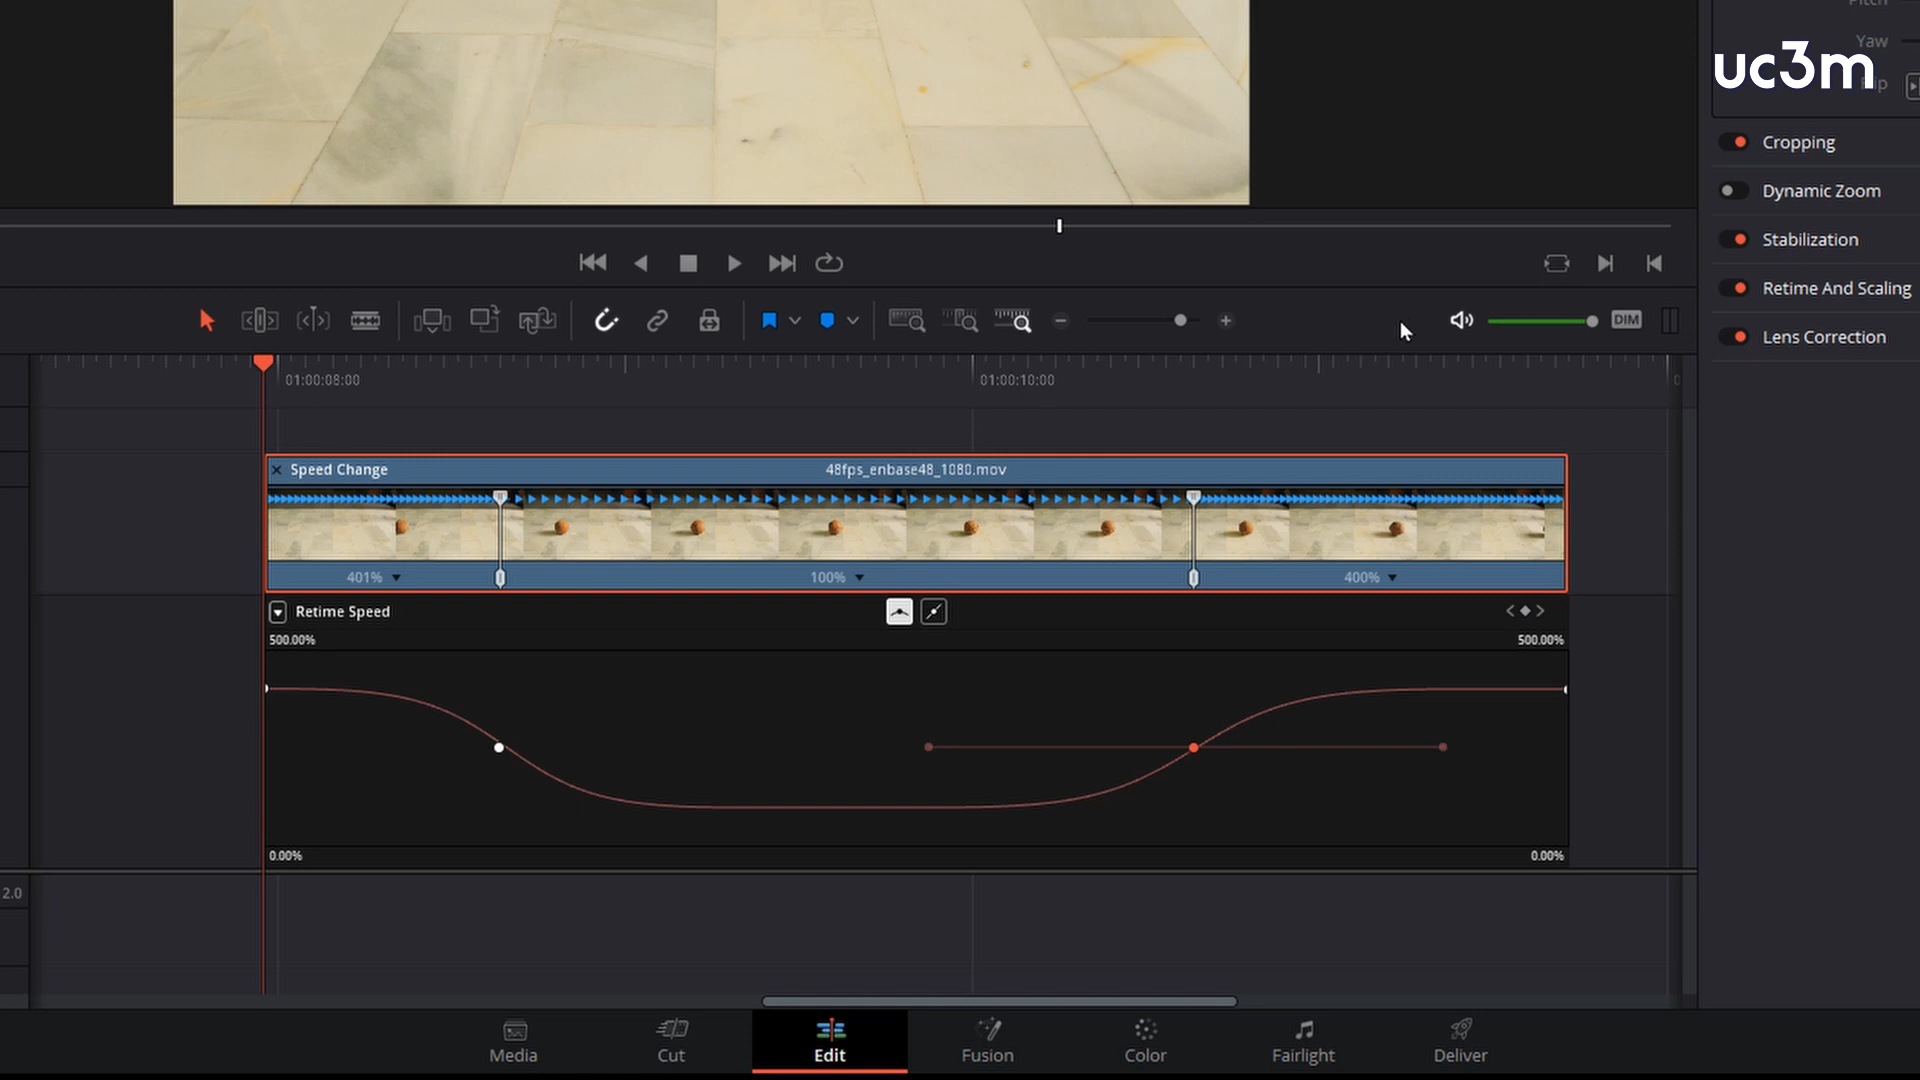 Pitch
Yaw
uc3m
Flip
Cropping
Dynamic Zoom
Stabilization
Retime And Scaling
Lens Correction
DIM
01:00:08:00
01:00:10:00
Speed Change
48fps_enbase48_1080.mov
401%
100%
400%
Retime Speed
500.00%
500.00%
0.00%
0.00%
2.0
Media
Cut
Edit
Fusion
Color
Fairlight
Deliver